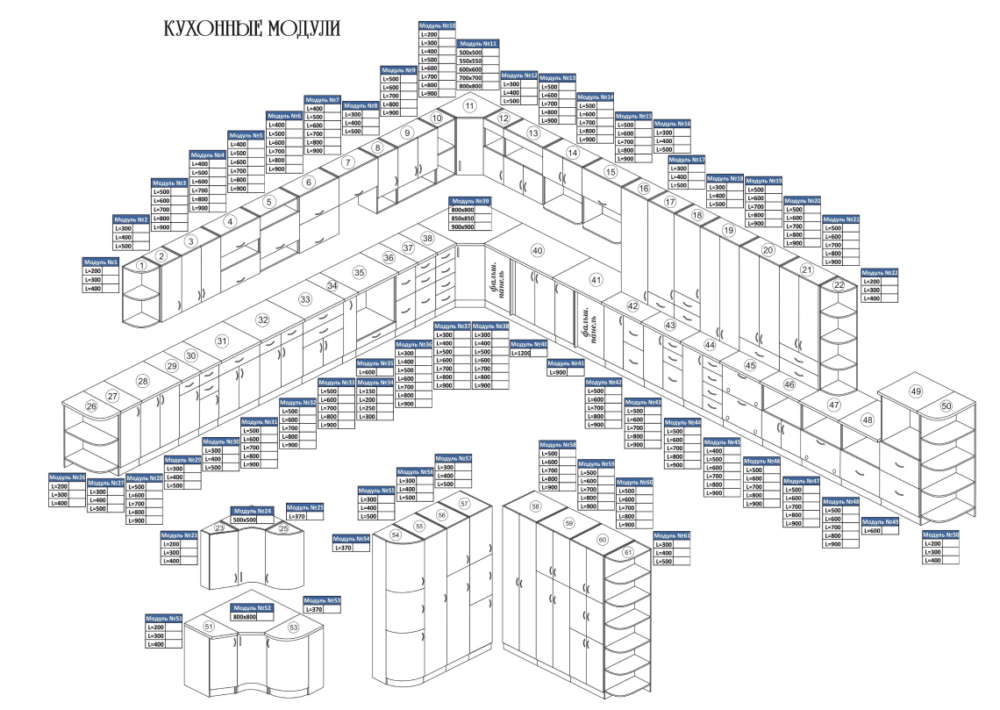 КУХОННЫЕ МОДУЛИ
Модуль №1
L=200
L=300
L=400
Модуль №2
L=300
L=400
L=500
Модуль №3
L=500
L=600
L=700
L=800
L=900
Модуль №4
L=400
L=500
L=600
L=700
L=800
L=900
Модуль №5
L=400
L=500
L=600
L=700
L=800
L=900
Модуль №6
L=400
L=500
L=600
L=700
L=800
L=900
Модуль №7
L=400
L=500
L=600
L=700
L=800
L=900
Модуль №8
L=300
L=400
L=500
Модуль №9
L=500
L=600
L=700
L=800
L=900
Модуль №10
L=200
L=300
L=400
L=500
L=600
L=700
L=800
L=900
Модуль №11
500х500
550х550
600х600
700х700
800х800
Модуль №12
L=300
L=400
L=500
Модуль №13
L=500
L=600
L=700
L=800
L=900
Модуль №14
L=500
L=600
L=700
L=800
L=900
Модуль №15
L=500
L=600
L=700
L=800
L=900
Модуль №16
L=300
L=400
L=500
Модуль №17
L=300
L=400
L=500
Модуль №18
L=300
L=400
L=500
Модуль №19
L=500
L=600
L=700
L=800
L=900
Модуль №20
L=500
L=600
L=700
L=800
L=900
Модуль №21
L=500
L=600
L=700
L=800
L=900
Модуль №22
L=200
L=300
L=400
1
2
3
4
5
6
7
8
9
10
11
12
13
14
15
16
17
18
19
20
21
22
Модуль №39
800х800
850х850
900х900
26
27
28
29
30
31
32
33
34
35
36
37
38
фальш.
панель
40
41
фальш.
панель
42
43
44
45
46
47
48
49
50
Модуль №26
L=200
L=300
L=400
Модуль №27
L=300
L=400
L=500
Модуль №28
L=500
L=600
L=700
L=800
L=900
Модуль №29
L=300
L=400
L=500
Модуль №30
L=300
L=400
L=500
Модуль №31
L=500
L=600
L=700
L=800
L=900
Модуль №32
L=500
L=600
L=700
L=800
L=900
Модуль №33
L=500
L=600
L=700
L=800
L=900
Модуль №34
L=150
L=200
L=250
L=300
Модуль №35
L=600
Модуль №36
L=300
L=400
L=500
L=600
L=700
L=800
L=900
Модуль №37
L=300
L=400
L=500
L=600
L=700
L=800
L=900
Модуль №38
L=300
L=400
L=500
L=600
L=700
L=800
L=900
Модуль №40
L=1200
Модуль №41
L=900
Модуль №42
L=500
L=600
L=700
L=800
L=900
Модуль №43
L=500
L=600
L=700
L=800
L=900
Модуль №44
L=500
L=600
L=700
L=800
L=900
Модуль №45
L=400
L=500
L=600
L=700
L=800
L=900
Модуль №46
L=500
L=600
L=700
L=800
L=900
Модуль №47
L=500
L=600
L=700
L=800
L=900
Модуль №48
L=500
L=600
L=700
L=800
L=900
Модуль №49
L=600
Модуль №50
L=200
L=300
L=400
Модуль №23
L=200
L=300
L=400
Модуль №24
500х500
Модуль №25
L=370
23
25
Модуль №51
L=200
L=300
L=400
Модуль №52
800х800
Модуль №53
L=370
51
53
Модуль №54
L=370
Модуль №55
L=300
L=400
L=500
Модуль №56
L=300
L=400
L=500
Модуль №57
L=300
L=400
L=500
54
55
56
57
Модуль №58
L=500
L=600
L=700
L=800
L=900
Модуль №59
L=500
L=600
L=700
L=800
L=900
Модуль №60
L=500
L=600
L=700
L=800
L=900
Модуль №61
L=300
L=400
L=500
58
59
60
61